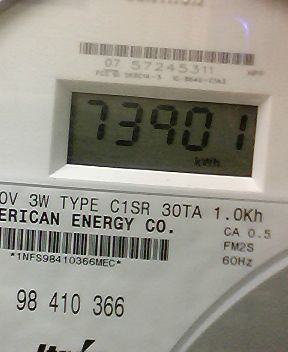 07 57245311
73901
kWh
0V 3W TYPE C1SR 30TA 1.0Kh
ERICAN ENERGY CO.
CA 0.5
FM2S
*1NFS98410366MEC*
60Hz
98 410 366